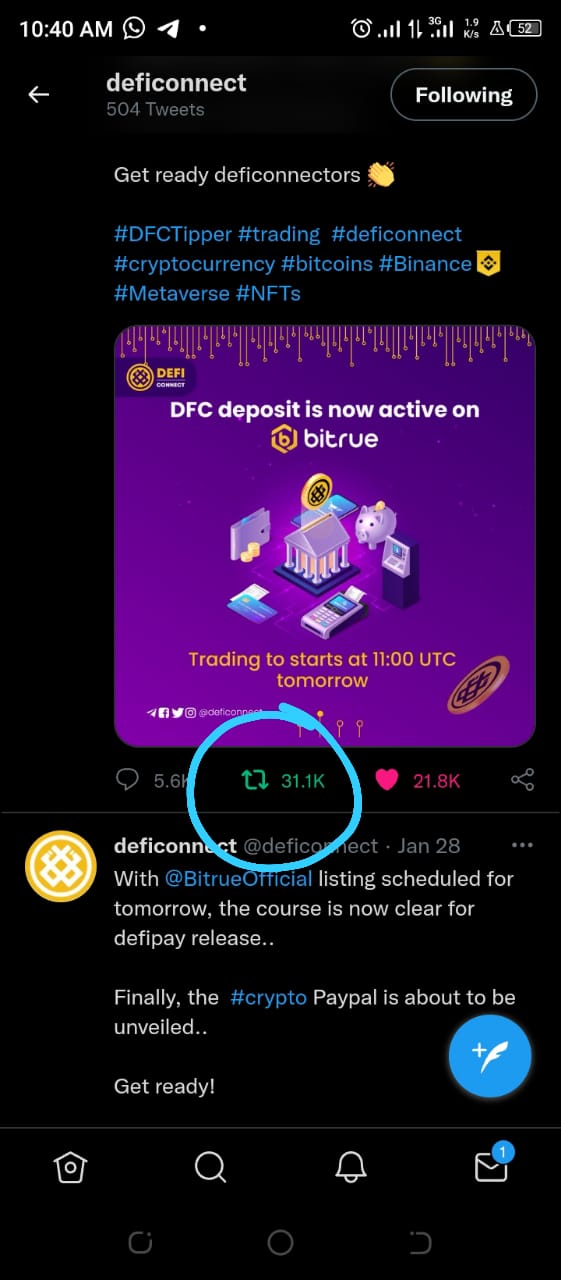 10:40 AM
3G
1.9
K/s
52
deficonnect
504 Tweets
Following
Get ready deficonnectors 👏
#DFCTipper #trading #deficonnect
#cryptocurrency #bitcoins #Binance
#Metaverse #NFTs
DEFI
CONNECT
DFC deposit is now active on
bitrue
Trading to starts at 11:00 UTC
tomorrow
@deficonnect
5.6K
31.1K
21.8K
deficonnect @deficonnect · Jan 28
With @BitrueOfficial listing scheduled for
tomorrow, the course is now clear for
defipay release..
Finally, the #crypto Paypal is about to be
unveiled..
Get ready!
1